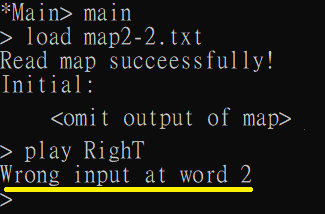 *Main> main
> load map2-2.txt
Read map succeessfully!
Initial:
<omit output of map>
> play RighT
Wrong input at word 2
>